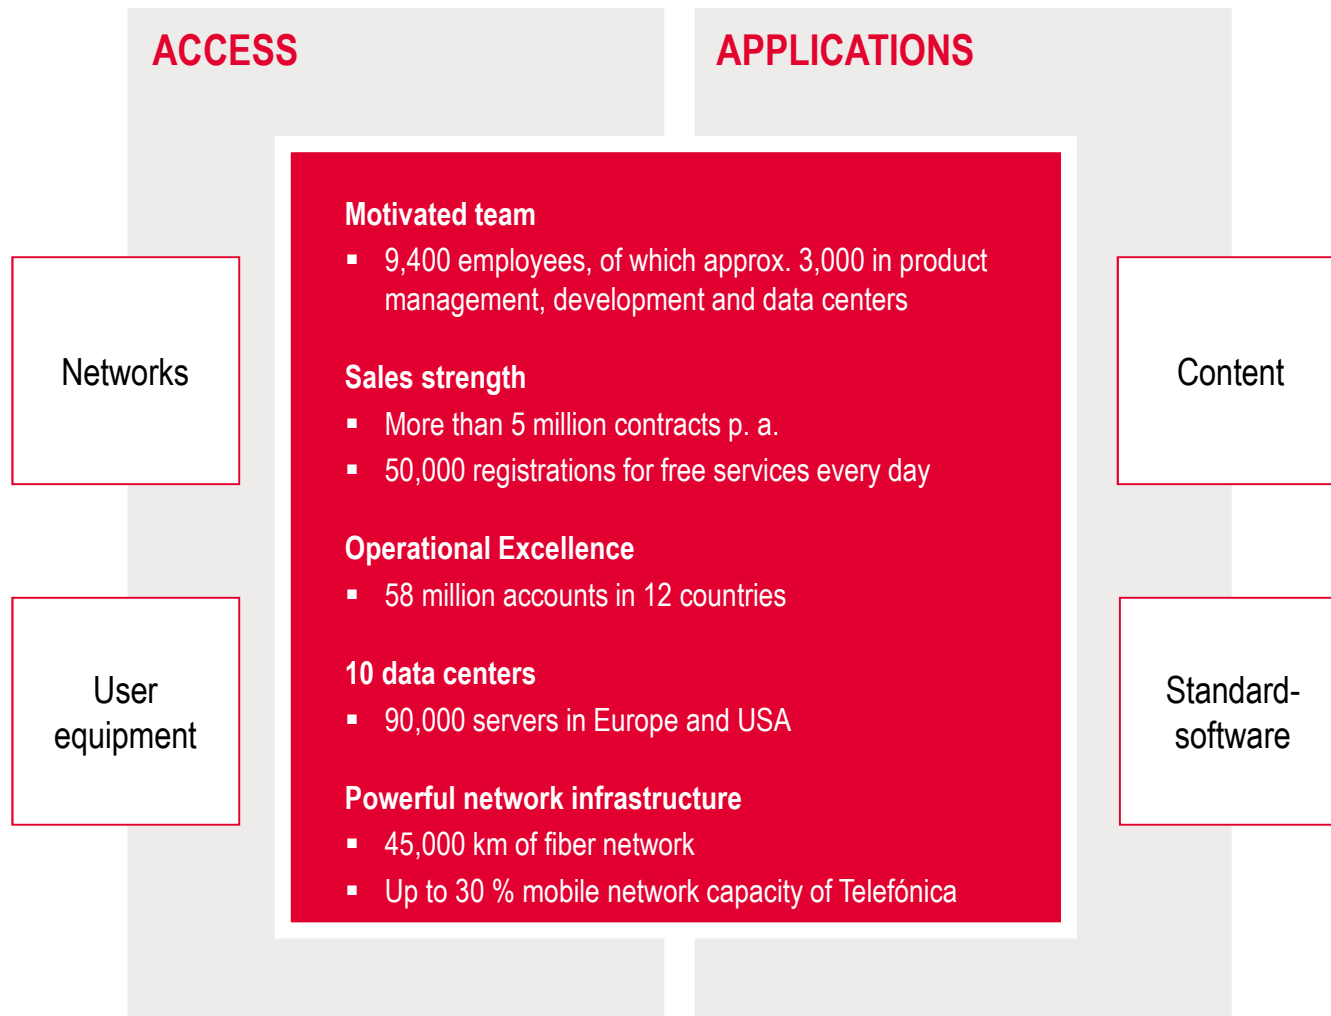 ACCESS
APPLICATIONS
Networks
User
equipment
Motivated team
▪ 9,400 employees, of which approx. 3,000 in product
management, development and data centers
Sales strength
▪ More than 5 million contracts p. a.
▪ 50,000 registrations for free services every day
Operational Excellence
▪ 58 million accounts in 12 countries
10 data centers
▪ 90,000 servers in Europe and USA
Powerful network infrastructure
▪ 45,000 km of fiber network
▪ Up to 30 % mobile network capacity of Telefónica
Content
Standard-
software